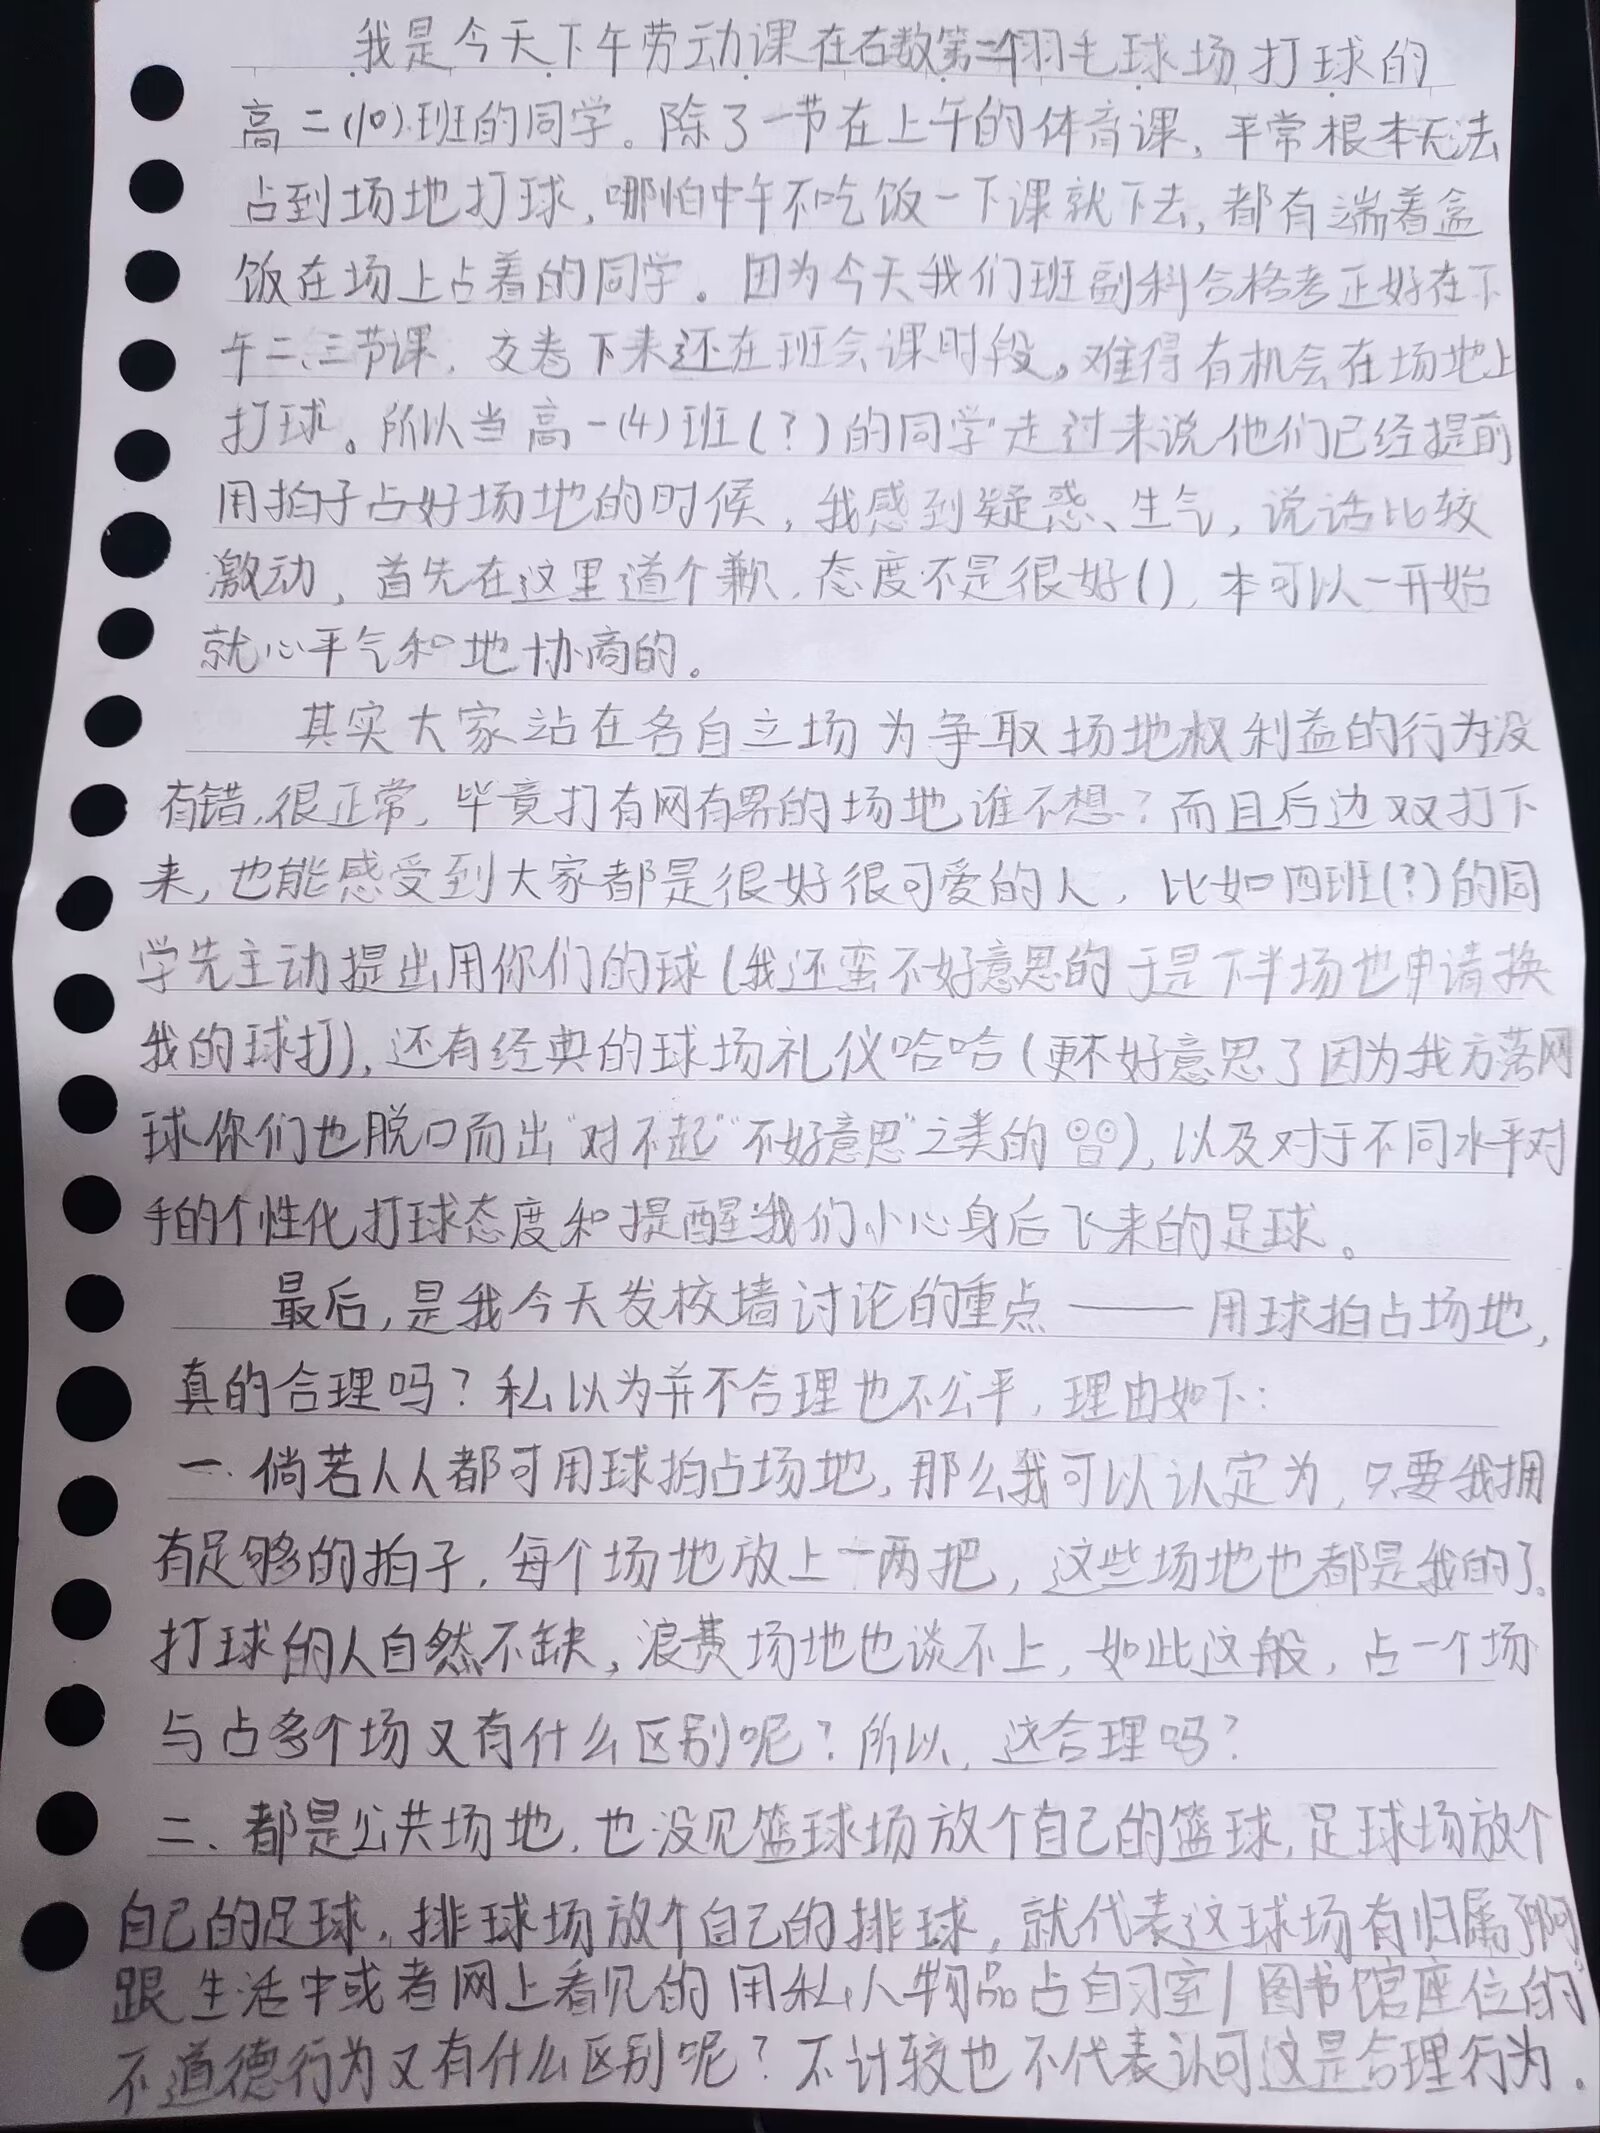 我是今天下午劳动课在右数第二个羽毛球场打球的
高二(10)班的同学。除了一节在上午的体育课，平常根本无法
占到场地打球，哪怕中午不吃饭一下课就下去，都有端着盒
饭在场上占着的同学。因为今天我们班副科合格考正好在下
午二、三节课，交卷下来还在班会课时段。难得有机会在场地上
打球。所以当高一(4)班(？)的同学走过来说他们已经提前
用拍子占好场地的时候，我感到疑惑、生气，说话比较
激动，首先在这里道个歉，态度不是很好()，本可以一开始
就心平气和地协商的。
其实大家站在各自立场为争取场地权利益的行为没
有错，很正常，毕竟打有网有界的场地谁不想？而且后边双打下
来，也能感受到大家都是很好很可爱的人，比如四班(？)的同
学先主动提出用你们的球(我还蛮不好意思的于是下半场也申请换
我的球打)，还有经典的球场礼仪哈哈(更不好意思了因为我方落网
球你们也脱口而出“对不起”“不好意思”之类的)，以及对于不同水平对
手的个性化打球态度和提醒我们小心身后飞来的足球。
最后，是我今天发校墙讨论的重点——用球拍占场地，
真的合理吗？私以为并不合理也不公平，理由如下：
一、倘若人人都可用球拍占场地，那么我可以认定为，只要我拥
有足够的拍子，每个场地放上一两把，这些场地也都是我的了。
打球的人自然不缺，浪费场地也谈不上，如此这般，占一个场
与占多个场又有什么区别呢？所以，这合理吗？
二、都是公共场地，也没见篮球场放个自己的篮球，足球场放个
自己的足球，排球场放个自己的排球，就代表这球场有归属了啊，
跟生活中或者网上看见的用私人物品占自习室/图书馆座位的
不道德行为又有什么区别呢？不计较也不代表认可这是合理行为。